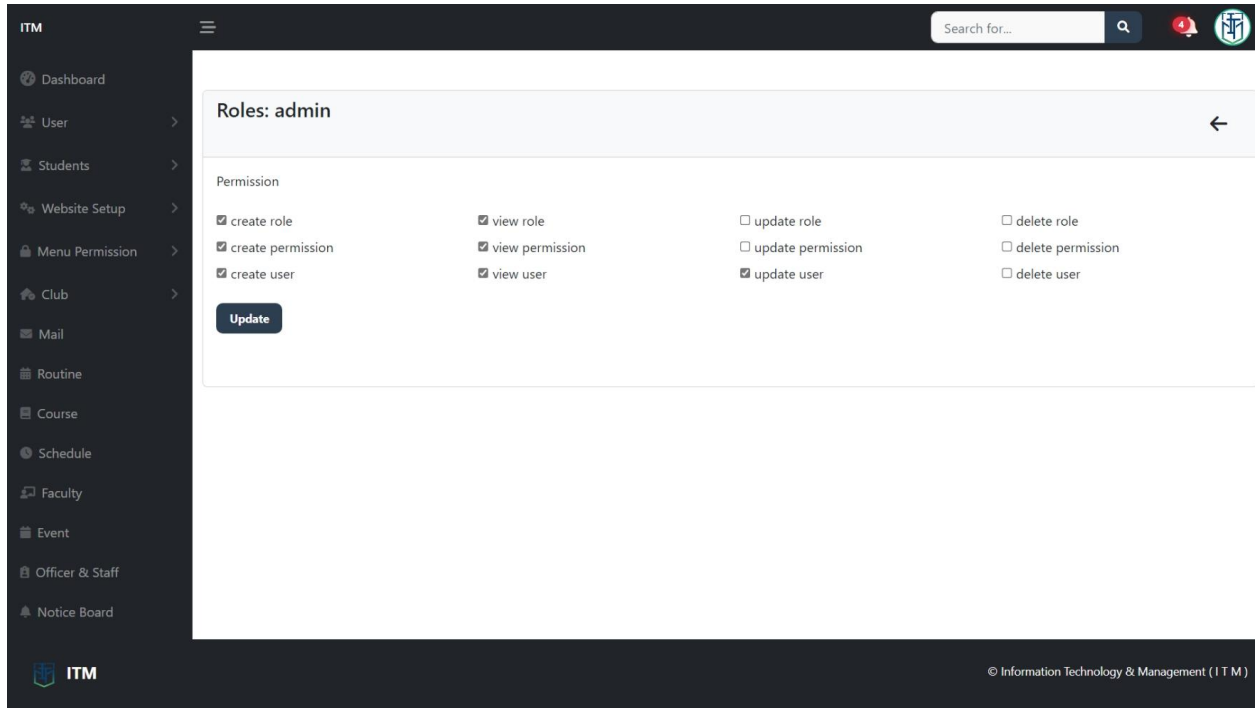 ITM
Search for...
4
Dashboard
User
Students
Website Setup
Menu Permission
Club
Mail
Routine
Course
Schedule
Faculty
Event
Officer & Staff
Notice Board
Roles: admin
Permission
create role view role update role delete role
create permission view permission update permission delete permission
create user view user update user delete user
Update
ITM
© Information Technology & Management ( I T M )